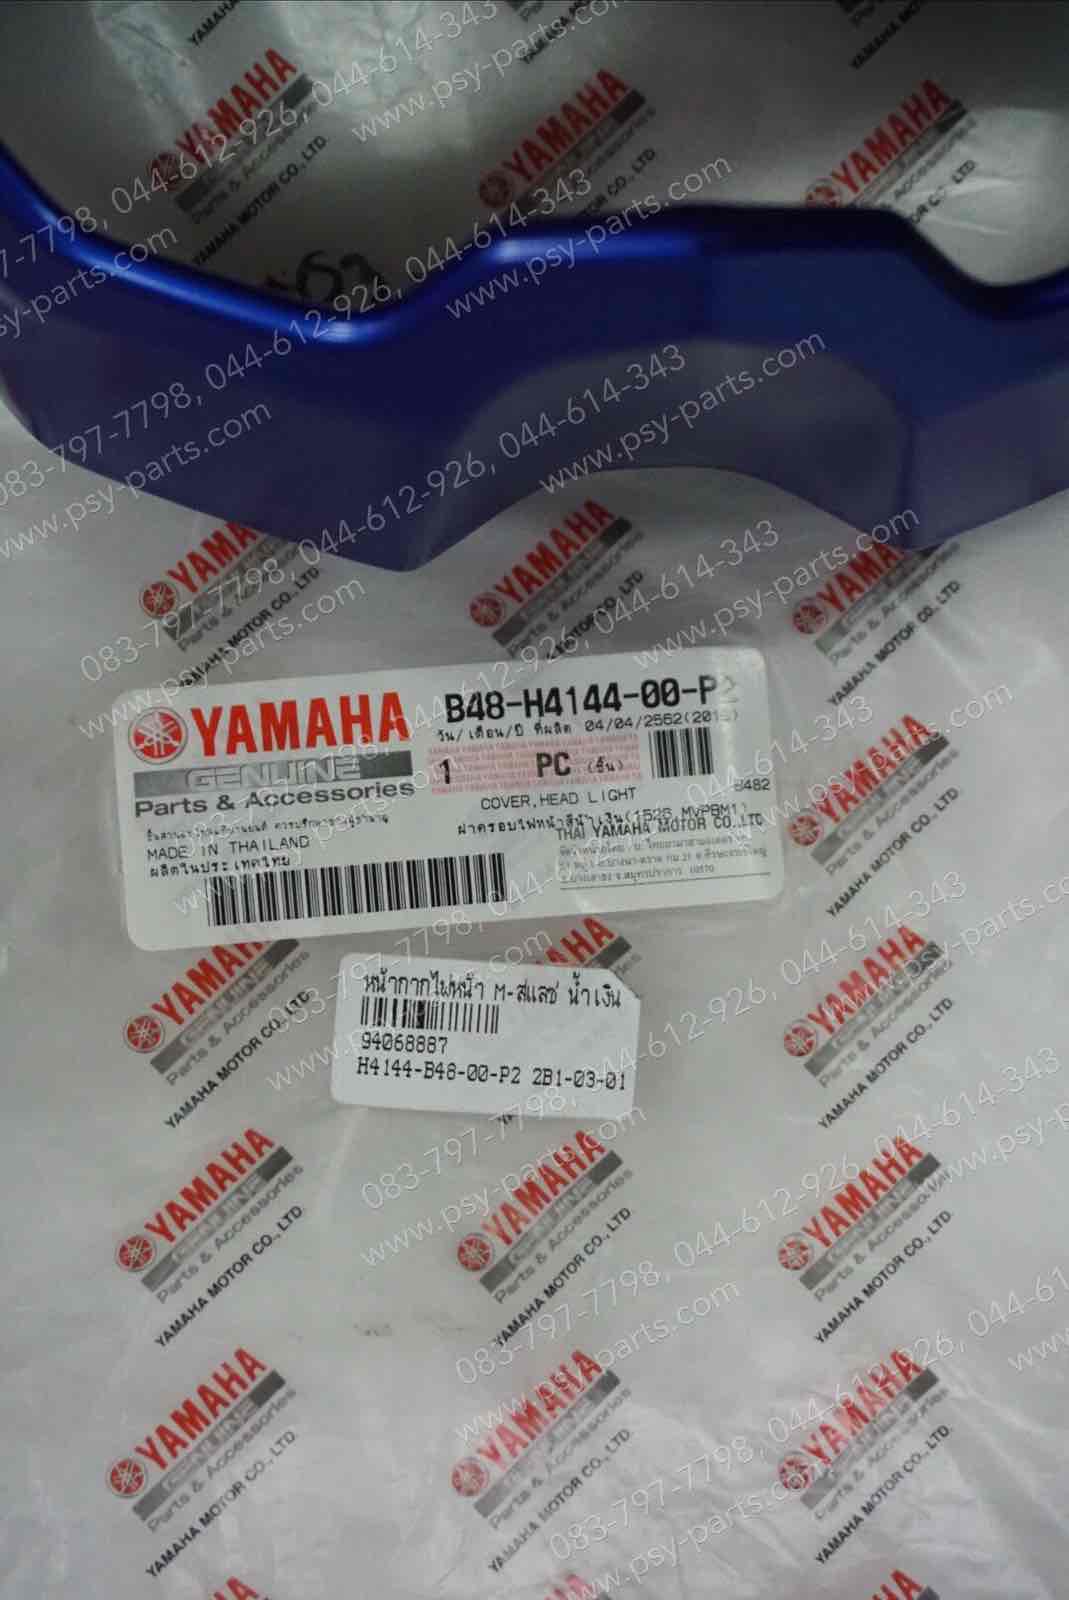 YAMAHA
GENUINE
Parts & Accessories
YAMAHA MOTOR CO., LTD.
083-797-7798, 044-612-926, 044-614-343
www.psy-parts.com
YAMAHA
GENUINE
Parts & Accessories
MADE IN THAILAND
ผลิตในประเทศไทย
B48-H4144-00-P2
วัน/เดือน/ปี ที่ผลิต 04/04/2562(2019)
1 PC (ชิ้น)
B482
COVER,HEAD LIGHT
ฝาครอบไฟหน้าสีน้ำเงิน(1526 MVPBM1)
THAI YAMAHA MOTOR CO.,LTD
หน้ากากไฟหน้า M-สแลซ น้ำเงิน
94068887
H4144-B48-00-P2 2B1-03-01